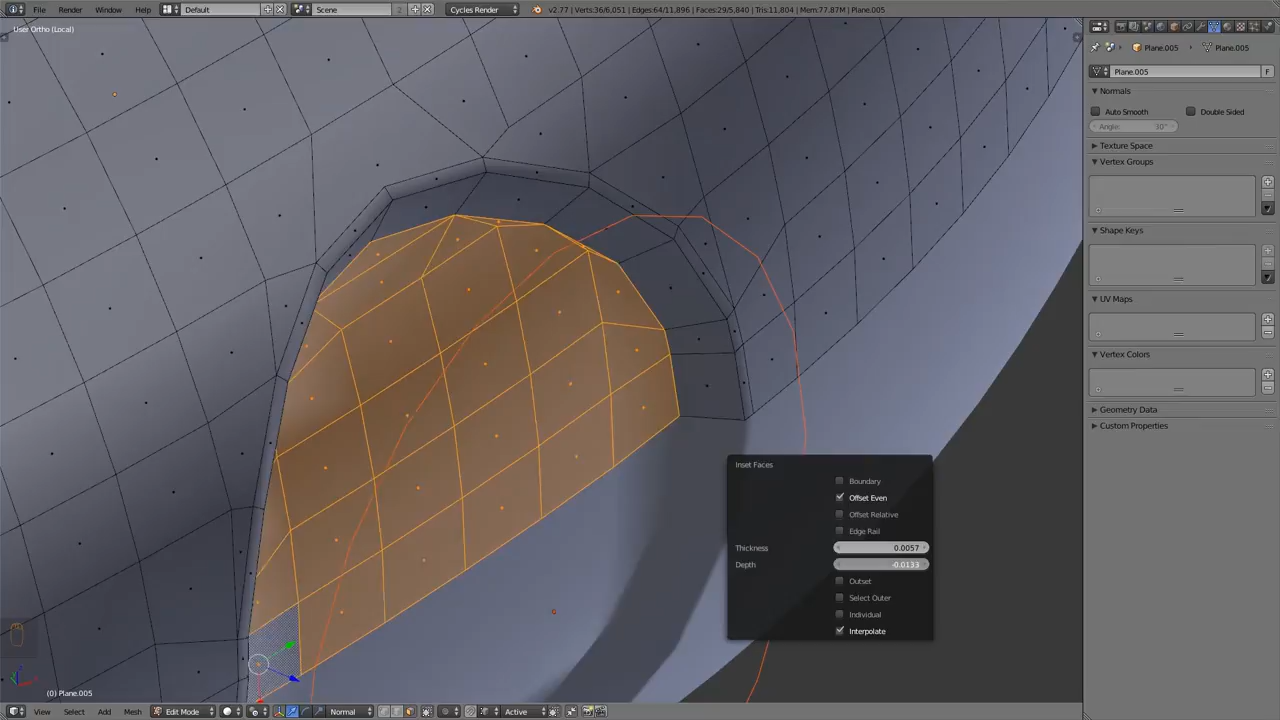 File Render Window Help Default Scene 2 Cycles Render v2.77 | Verts:36/6,051 | Edges:64/11,896 | Faces:29/5,840 | Tris:11,804 | Mem:77.87M | Plane.005
User Ortho (Local)
Plane.005 Plane.005
Plane.005 F
Normals
Auto Smooth Double Sided
Angle: 30°
Texture Space
Vertex Groups
Shape Keys
UV Maps
Vertex Colors
Geometry Data
Custom Properties
Inset Faces
Boundary
Offset Even
Offset Relative
Edge Rail
Thickness 0.0057
Depth -0.0133
Outset
Select Outer
Individual
Interpolate
(0) Plane.005
View Select Add Mesh Edit Mode Normal Active